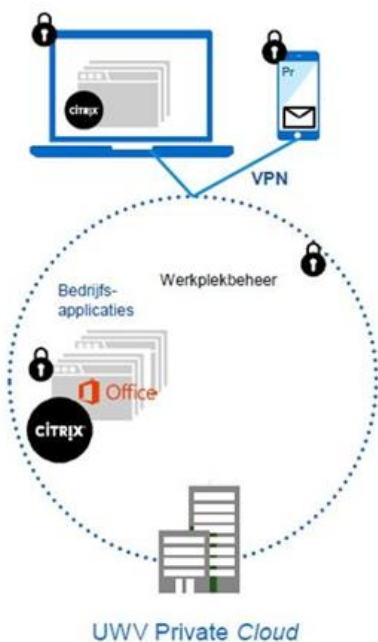 CITRIX
Pr
VPN
Werkplekbeheer
Bedrijfs-
applicaties
Office
CITRIX
UWV Private Cloud